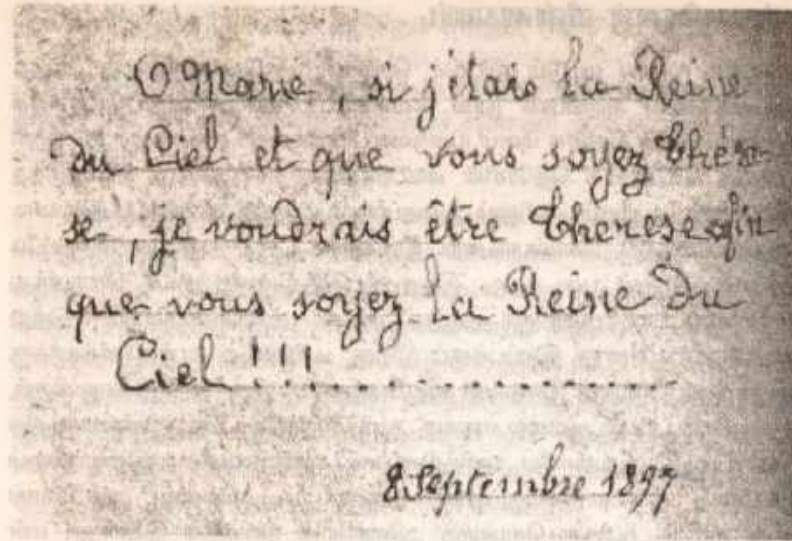 O Marie, si j'étais la Reine
du Ciel et que vous soyez Thérè-
se, je voudrais être Thérèse afin
que vous soyez la Reine du
Ciel !!!..................
8 Septembre 1897